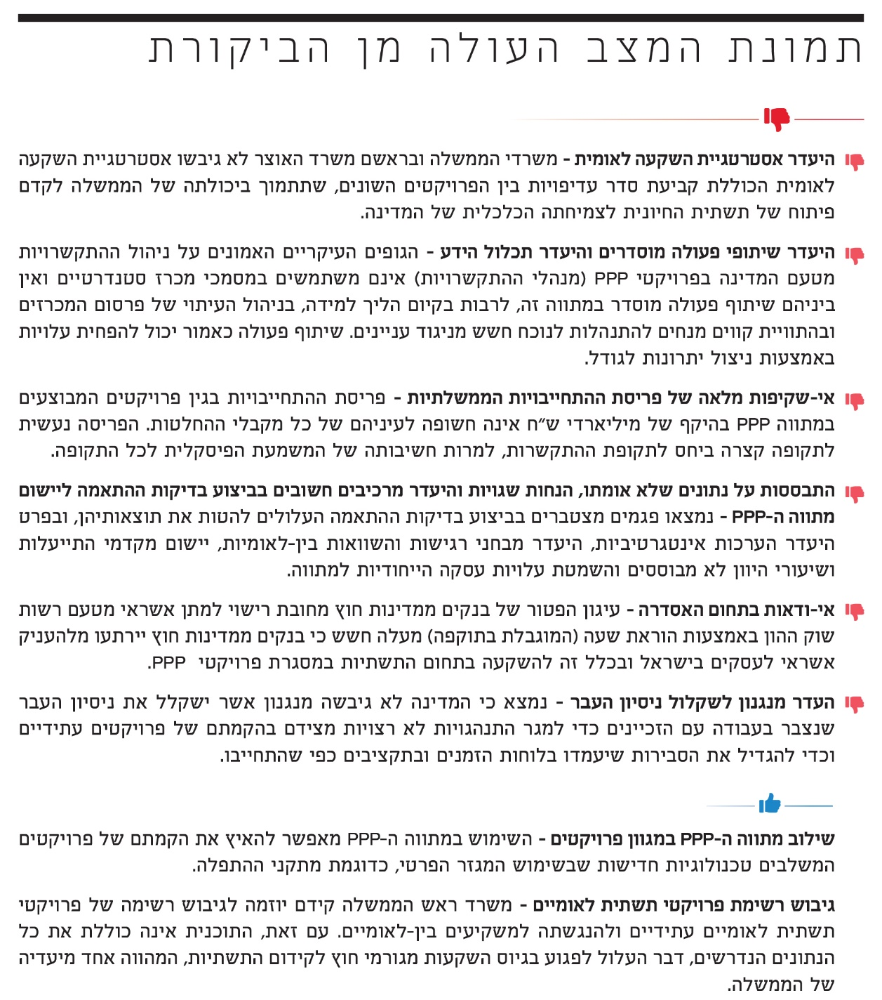 תמונת המצב העולה מן הביקורת
היעדר אסטרטגיית השקעה לאומית - משרדי הממשלה ובראשם משרד האוצר לא גיבשו אסטרטגיית השקעה
לאומית הכוללת קביעת סדר עדיפויות בין הפרויקטים השונים, שתתמוך ביכולתה של הממשלה לקדם
פיתוח של תשתית החיונית לצמיחתה הכלכלית של המדינה.
היעדר שיתופי פעולה מוסדרים והיעדר תכלול הידע - הגופים העיקריים האמונים על ניהול ההתקשרויות
מטעם המדינה בפרויקטי PPP (מנהלי ההתקשרויות) אינם משתמשים במסמכי מכרז סטנדרטיים ואין
ביניהם שיתוף פעולה מוסדר במתווה זה, לרבות בקיום הליך למידה, בניהול העיתוי של פרסום המכרזים
ובהתוויית קווים מנחים להתנהלות לנוכח חשש מניגוד עניינים. שיתוף פעולה כאמור יכול להפחית עלויות
באמצעות ניצול יתרונות לגודל.
אי-שקיפות מלאה של פריסת ההתחייבויות הממשלתיות - פריסת ההתחייבויות בגין פרויקטים המבוצעים
במתווה PPP בהיקף של מיליארדי ש״ח אינה חשופה לעיניהם של כל מקבלי ההחלטות. הפריסה נעשית
לתקופה קצרה ביחס לתקופת ההתקשרות, למרות חשיבותה של המשמעת הפיסקלית לכל התקופה.
התבססות על נתונים שלא אומתו, הנחות שגויות והיעדר מרכיבים חשובים בביצוע בדיקות ההתאמה ליישום
מתווה ה-PPP - נמצאו פגמים מצטברים בביצוע בדיקות ההתאמה העלולים להטות את תוצאותיהן, ובפרט
היעדר הערכות אינטגרטיביות, היעדר מבחני רגישות והשוואות בין-לאומיות, יישום מקדמי התייעלות
ושיעורי היוון לא מבוססים והשמטת עלויות עסקה הייחודיות למתווה.
אי-ודאות בתחום האסדרה - עיגון הפטור של בנקים ממדינות חוץ מחובת רישוי למתן אשראי מטעם רשות
שוק ההון באמצעות הוראת שעה (המוגבלת בתוקפה) מעלה חשש כי בנקים ממדינות חוץ יירתעו מלהעניק
אשראי לעסקים בישראל ובכלל זה להשקעה בתחום התשתיות במסגרת פרויקטי PPP.
העדר מנגנון לשקלול ניסיון העבר - נמצא כי המדינה לא גיבשה מנגנון אשר ישקלל את ניסיון העבר
שנצבר בעבודה עם הזכיינים כדי למגר התנהגויות לא רצויות מצידם בהקמתם של פרויקטים עתידיים
וכדי להגדיל את הסבירות שיעמדו בלוחות הזמנים ובתקציבים כפי שהתחייבו.
שילוב מתווה ה-PPP במגוון פרויקטים - השימוש במתווה ה-PPP מאפשר להאיץ את הקמתם של פרויקטים
המשלבים טכנולוגיות חדישות שבשימוש המגזר הפרטי, כדוגמת מתקני ההתפלה.
גיבוש רשימת פרויקטי תשתית לאומיים - משרד ראש הממשלה קידם יוזמה לגיבוש רשימה של פרויקטי
תשתית לאומיים עתידיים ולהנגשתה למשקיעים בין-לאומיים. עם זאת, התוכנית אינה כוללת את כל
הנתונים הנדרשים, דבר העלול לפגוע בגיוס השקעות מגורמי חוץ לקידום התשתיות, המהווה אחד מיעדיה
של הממשלה.